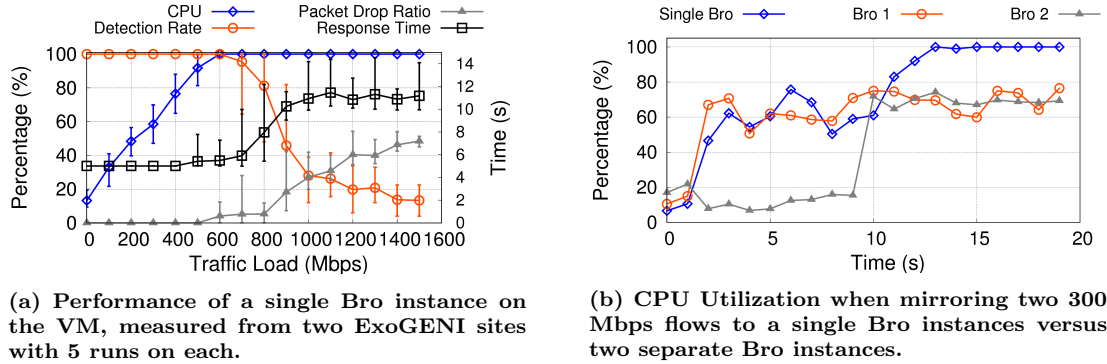 CPU
Packet Drop Ratio
Detection Rate
Response Time
Percentage (%)
100
80
60
40
20
0
14
12
10
8
6
4
2
0
Time (s)
0 200 400 600 800 1000 1200 1400 1600
Traffic Load (Mbps)
(a) Performance of a single Bro instance on
the VM, measured from two ExoGENI sites
with 5 runs on each.
Single Bro
Bro 1
Bro 2
Percentage (%)
100
80
60
40
20
0
0 5 10 15 20
Time (s)
(b) CPU Utilization when mirroring two 300
Mbps flows to a single Bro instances versus
two separate Bro instances.